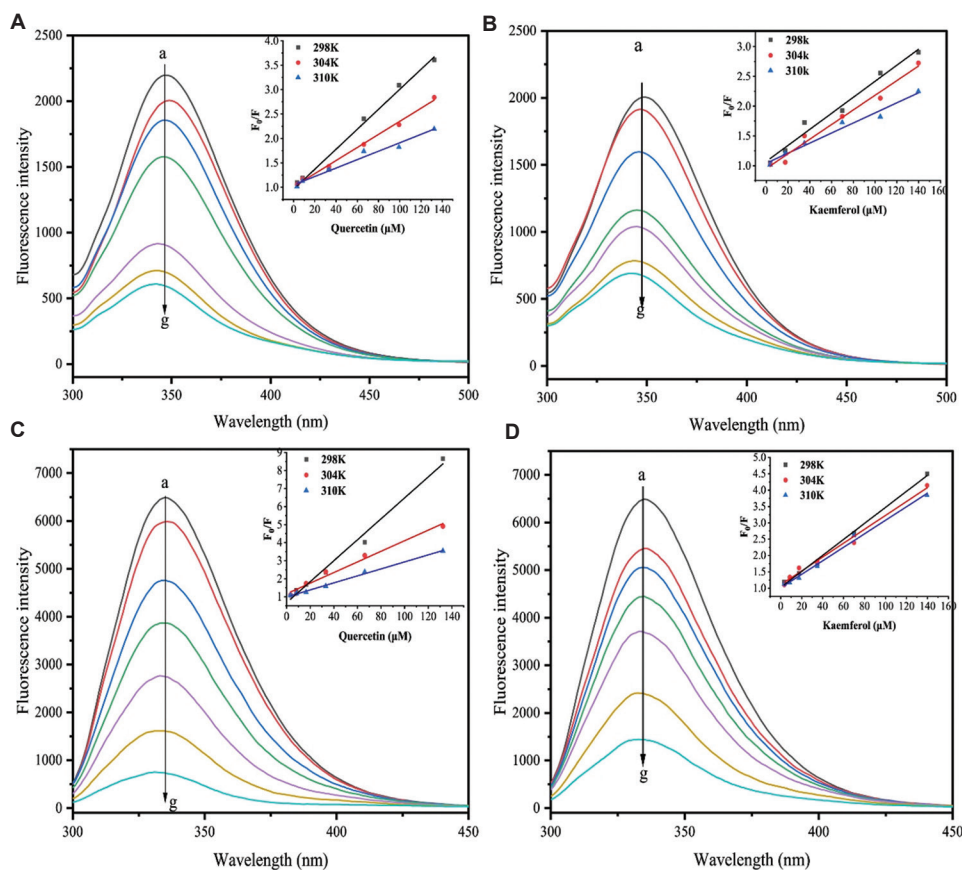 A
Fluorescence intensity
2500
2000
1500
1000
500
0
300 350 400 450 500
Wavelength (nm)
a
g
F0/F
4.0
3.5
3.0
2.5
2.0
1.5
1.0
298K
304K
310K
0 20 40 60 80 100 120 140
Quercetin (μM)
B
Fluorescence intensity
2500
2000
1500
1000
500
0
300 350 400 450 500
Wavelength (nm)
a
g
F0/F
3.0
2.5
2.0
1.5
1.0
298k
304k
310k
0 20 40 60 80 100 120 140 160
Kaemferol (μM)
C
Fluorescence intensity
7000
6000
5000
4000
3000
2000
1000
0
300 350 400 450
Wavelength (nm)
a
g
F0/F
9
8
7
6
5
4
3
2
1
298K
304K
310K
0 20 40 60 80 100 120 140
Quercetin (μM)
D
Fluorescence intensity
7000
6000
5000
4000
3000
2000
1000
0
300 350 400 450
Wavelength (nm)
a
g
F0/F
5.0
4.5
4.0
3.5
3.0
2.5
2.0
1.5
1.0
298K
304K
310K
0 20 40 60 80 100 120 140 160
Kaemferol (μM)